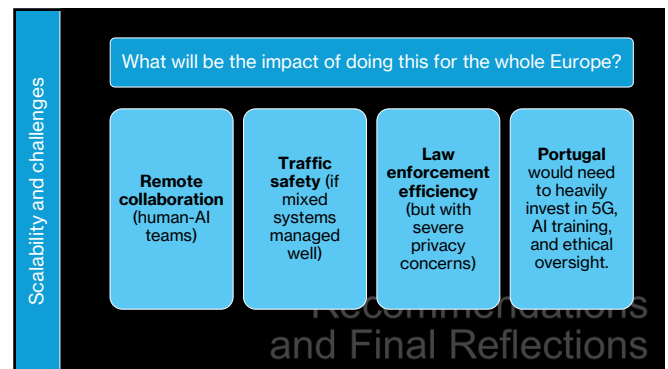 Scalability and challenges
What will be the impact of doing this for the whole Europe?
Remote
collaboration
(human-AI
teams)
Traffic
safety (if
mixed
systems
managed
well)
Law
enforcement
efficiency
(but with
severe
privacy
concerns)
Portugal
would need
to heavily
invest in 5G,
AI training,
and ethical
oversight.
Recommendations
and Final Reflections